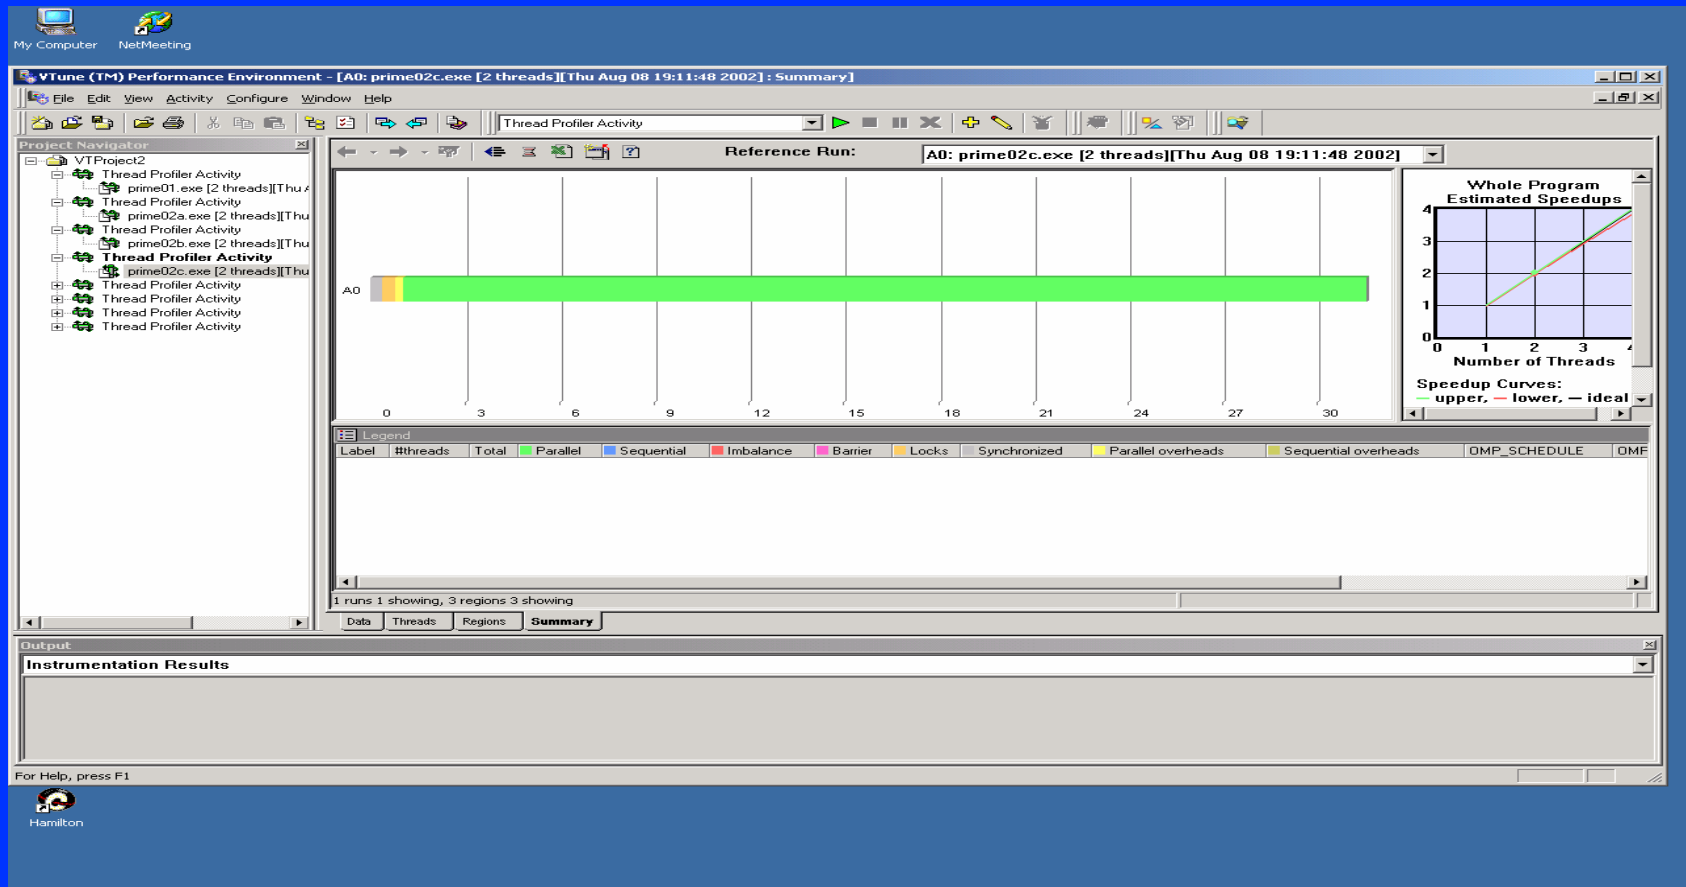 My Computer
NetMeeting
VTune (TM) Performance Environment - [A0: prime02c.exe [2 threads][Thu Aug 08 19:11:48 2002] : Summary]
File Edit View Activity Configure Window Help
Thread Profiler Activity
Project Navigator
VTProject2
Thread Profiler Activity
prime01.exe [2 threads][Thu A
Thread Profiler Activity
prime02a.exe [2 threads][Thu
Thread Profiler Activity
prime02b.exe [2 threads][Thu
Thread Profiler Activity
prime02c.exe [2 threads][Thu
Thread Profiler Activity
Thread Profiler Activity
Thread Profiler Activity
Thread Profiler Activity
Reference Run:
A0: prime02c.exe [2 threads][Thu Aug 08 19:11:48 2002]
A0
0 3 6 9 12 15 18 21 24 27 30
Whole Program
Estimated Speedups
4
3
2
1
0
0 1 2 3 4
Number of Threads
Speedup Curves:
upper, lower, ideal
Legend
Label #threads Total Parallel Sequential Imbalance Barrier Locks Synchronized Parallel overheads Sequential overheads OMP_SCHEDULE OMP
1 runs 1 showing, 3 regions 3 showing
Data Threads Regions Summary
Output
Instrumentation Results
For Help, press F1
Hamilton